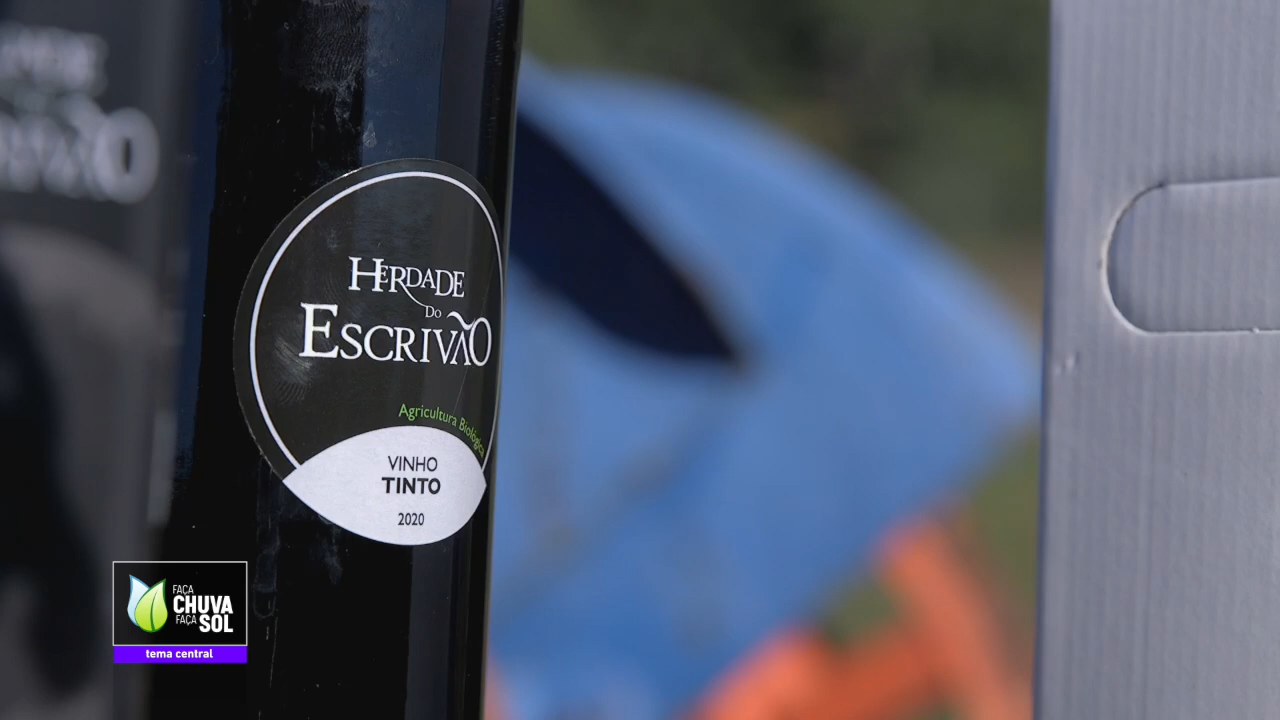 HERDADE
Do
ESCRIVÃO
Agricultura Biológica
VINHO
TINTO
2020
FAÇA
CHUVA
FAÇA SOL
tema central